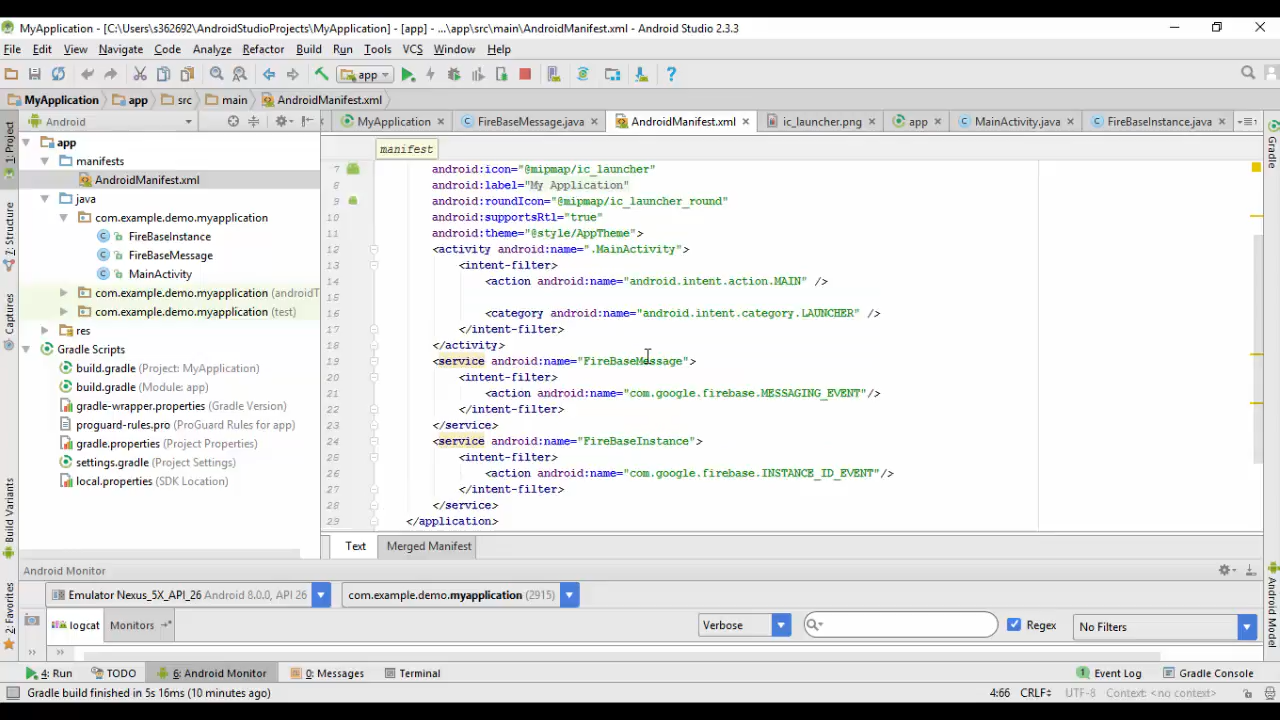 MyApplication - [C:\Users\s362692\AndroidStudioProjects\MyApplication] - [app] - ...\app\src\main\AndroidManifest.xml - Android Studio 2.3.3
File Edit View Navigate Code Analyze Refactor Build Run Tools VCS Window Help
app
MyApplication app src main AndroidManifest.xml
Android
MyApplication FireBaseMessage.java AndroidManifest.xml ic_launcher.png app MainActivity.java FireBaseInstance.java
1: Project
7: Structure
Captures
Build Variants
2: Favorites
app
manifests
AndroidManifest.xml
java
com.example.demo.myapplication
FireBaseInstance
FireBaseMessage
MainActivity
com.example.demo.myapplication (androidT
com.example.demo.myapplication (test)
res
Gradle Scripts
build.gradle (Project: MyApplication)
build.gradle (Module: app)
gradle-wrapper.properties (Gradle Version)
proguard-rules.pro (ProGuard Rules for app)
gradle.properties (Project Properties)
settings.gradle (Project Settings)
local.properties (SDK Location)
manifest
7 android:icon="@mipmap/ic_launcher"
8 android:label="My Application"
9 android:roundIcon="@mipmap/ic_launcher_round"
10 android:supportsRtl="true"
11 android:theme="@style/AppTheme">
12 <activity android:name=".MainActivity">
13 <intent-filter>
14 <action android:name="android.intent.action.MAIN" />
15
16 <category android:name="android.intent.category.LAUNCHER" />
17 </intent-filter>
18 </activity>
19 <service android:name="FireBaseMessage">
20 <intent-filter>
21 <action android:name="com.google.firebase.MESSAGING_EVENT"/>
22 </intent-filter>
23 </service>
24 <service android:name="FireBaseInstance">
25 <intent-filter>
26 <action android:name="com.google.firebase.INSTANCE_ID_EVENT"/>
27 </intent-filter>
28 </service>
29 </application>
Text Merged Manifest
Gradle
Android Model
Android Monitor
Emulator Nexus_5X_API_26 Android 8.0.0, API 26 com.example.demo.myapplication (2915)
logcat Monitors Verbose Regex No Filters
4: Run TODO 6: Android Monitor 0: Messages Terminal 1 Event Log Gradle Console
Gradle build finished in 5s 16ms (10 minutes ago) 4:66 CRLF UTF-8 Context: <no context>